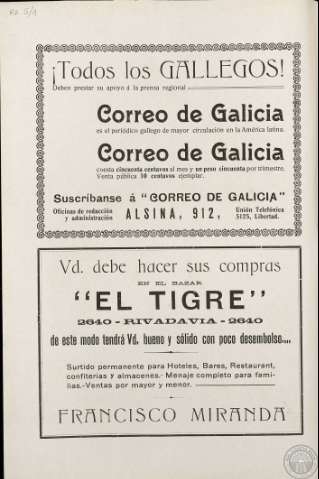 ¡Todos los GALLEGOS!
Deben prestar su apoyo á la prensa regional
Correo de Galicia
es el periódico gallego de mayor circulación en la América latina.
Correo de Galicia
cuesta cincuenta centavos al mes y un peso cincuenta por trimestre.
Venta pública 10 centavos ejemplar.
Suscríbanse á "CORREO DE GALICIA"
Oficinas de redacción y administración ALSINA, 912, Unión Telefónica 5125, Libertad.
Vd. debe hacer sus compras
EN EL BAZAR
"EL TIGRE"
2640 - RIVADAVIA - 2640
de este modo tendrá Vd. bueno y sólido con poco desembolso....
Surtido permanente para Hoteles, Bares, Restaurant,
confiterías y almacenes.- Menaje completo para fami-
lias.-Ventas por mayor y menor.
FRANCISCO MIRANDA